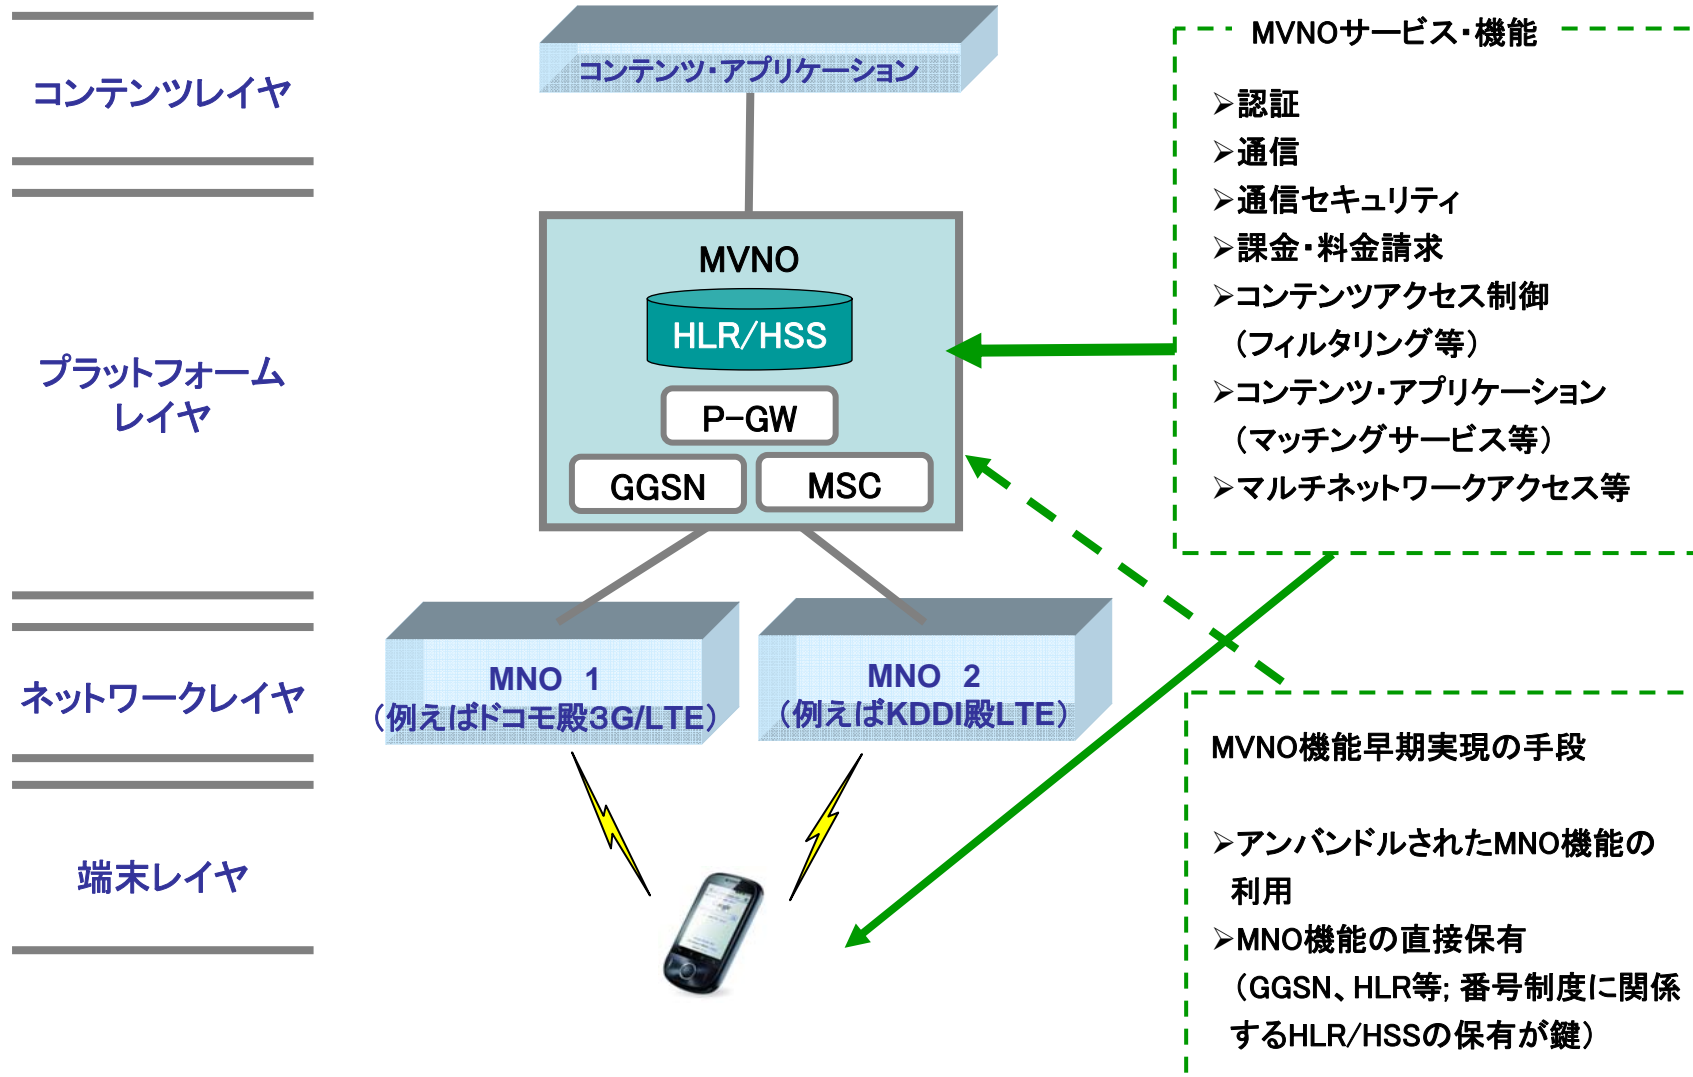 コンテンツレイヤ
プラットフォーム
レイヤ
ネットワークレイヤ
端末レイヤ
コンテンツ・アプリケーション
MVNO
HLR/HSS
P-GW
GGSN
MSC
MNO 1
(例えばドコモ殿3G/LTE)
MNO 2
(例えばKDDI殿LTE)
MVNOサービス・機能
➢認証
➢通信
➢通信セキュリティ
➢課金・料金請求
➢コンテンツアクセス制御
(フィルタリング等)
➢コンテンツ・アプリケーション
(マッチングサービス等)
➢マルチネットワークアクセス等
MVNO機能早期実現の手段
➢アンバンドルされたMNO機能の
利用
➢MNO機能の直接保有
(GGSN、HLR等; 番号制度に関係
するHLR/HSSの保有が鍵)